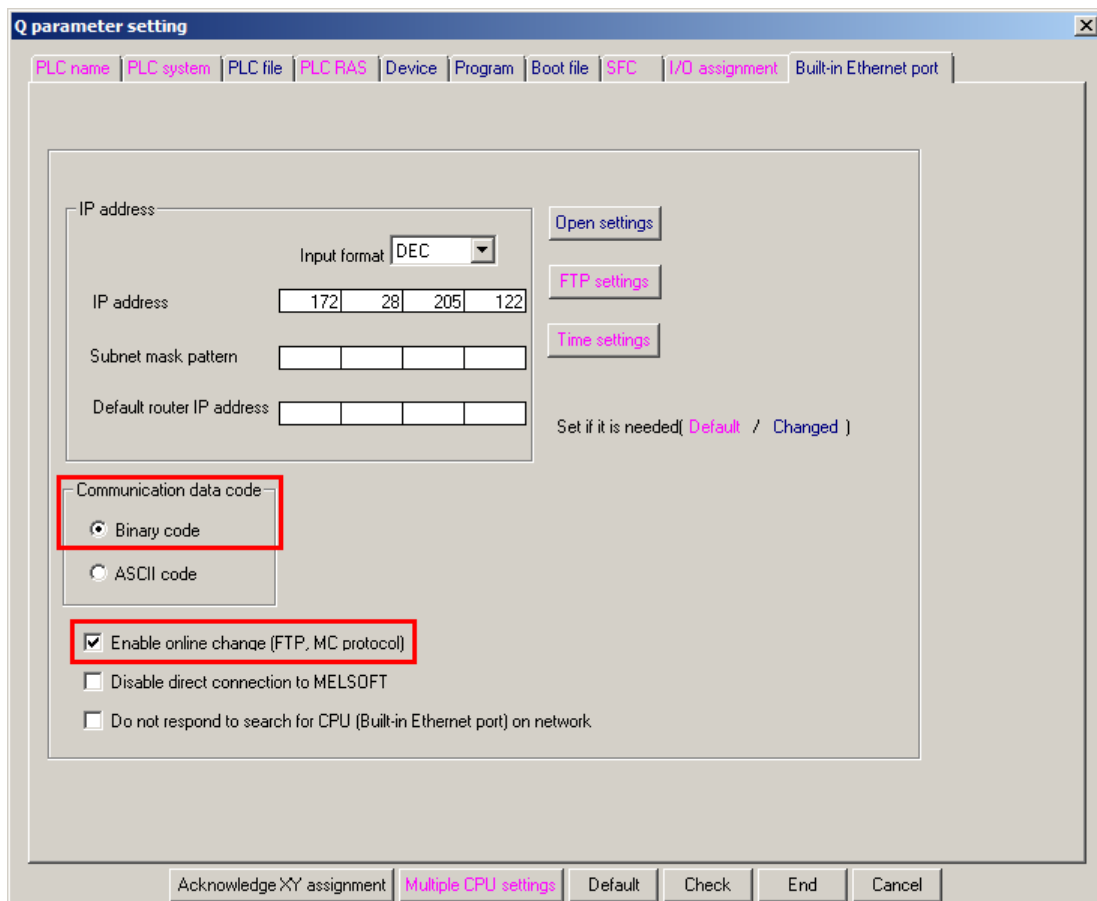 Q parameter setting
PLC name PLC system PLC file PLC RAS Device Program Boot file SFC I/O assignment Built-in Ethernet port
IP address
Input format DEC
IP address 172 28 205 122
Subnet mask pattern
Default router IP address
Open settings
FTP settings
Time settings
Set if it is needed( Default / Changed )
Communication data code
Binary code
ASCII code
Enable online change (FTP, MC protocol)
Disable direct connection to MELSOFT
Do not respond to search for CPU (Built-in Ethernet port) on network
Acknowledge XY assignment Multiple CPU settings Default Check End Cancel